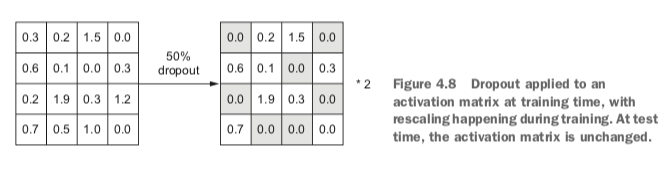 0.3 0.2 1.5 0.0
0.6 0.1 0.0 0.3
0.2 1.9 0.3 1.2
0.7 0.5 1.0 0.0
50%
dropout
0.0 0.2 1.5 0.0
0.6 0.1 0.0 0.3
0.0 1.9 0.3 0.0
0.7 0.0 0.0 0.0
* 2
Figure 4.8 Dropout applied to an
activation matrix at training time, with
rescaling happening during training. At test
time, the activation matrix is unchanged.